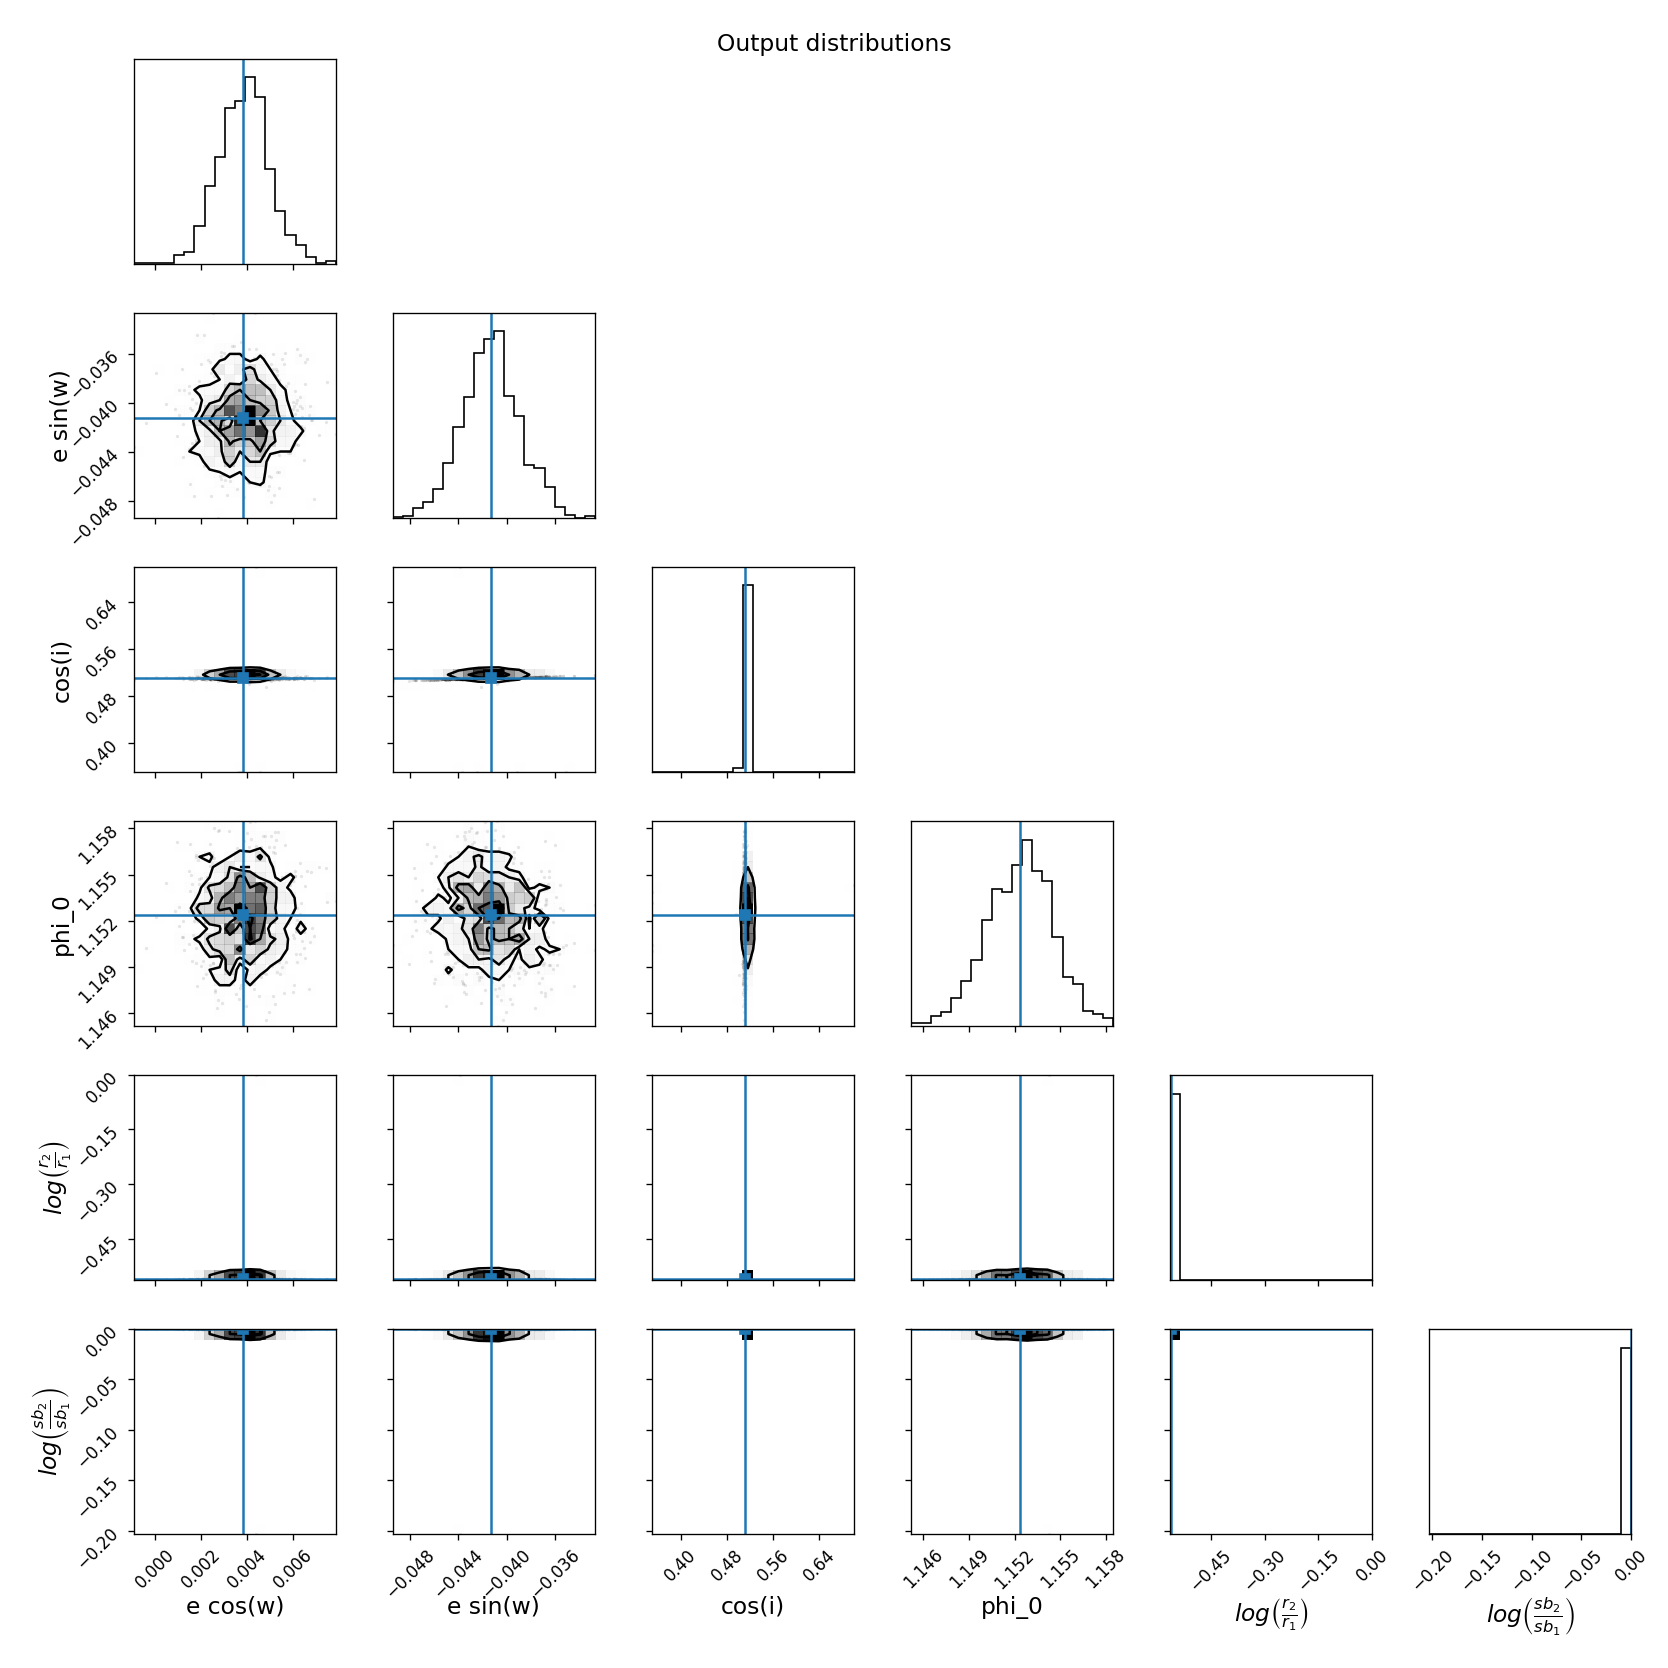 Output distributions
e sin(w)
−0.036
−0.040
−0.044
−0.048
cos(i)
0.64
0.56
0.48
0.40
phi_0
1.158
1.155
1.152
1.149
1.146
log(r₂/r₁)
0.00
−0.15
−0.30
−0.45
log(sb₂/sb₁)
0.00
−0.05
−0.10
−0.15
−0.20
0.000 0.002 0.004 0.006
−0.048 −0.044 −0.040 −0.036
0.40 0.48 0.56 0.64
1.146 1.149 1.152 1.155 1.158
−0.45 −0.30 −0.15 0.00
−0.20 −0.15 −0.10 −0.05 0.00
e cos(w)
e sin(w)
cos(i)
phi_0
log(r₂/r₁)
log(sb₂/sb₁)